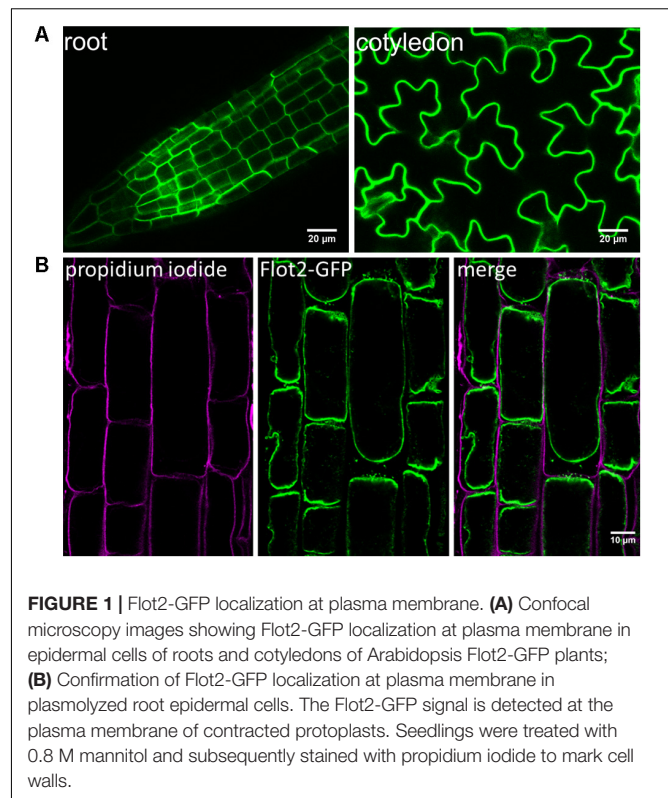 A
root
cotyledon
20 µm
20 µm
B
propidium iodide
Flot2-GFP
merge
10 µm
FIGURE 1 | Flot2-GFP localization at plasma membrane. (A) Confocal
microscopy images showing Flot2-GFP localization at plasma membrane in
epidermal cells of roots and cotyledons of Arabidopsis Flot2-GFP plants;
(B) Confirmation of Flot2-GFP localization at plasma membrane in
plasmolyzed root epidermal cells. The Flot2-GFP signal is detected at the
plasma membrane of contracted protoplasts. Seedlings were treated with
0.8 M mannitol and subsequently stained with propidium iodide to mark cell
walls.